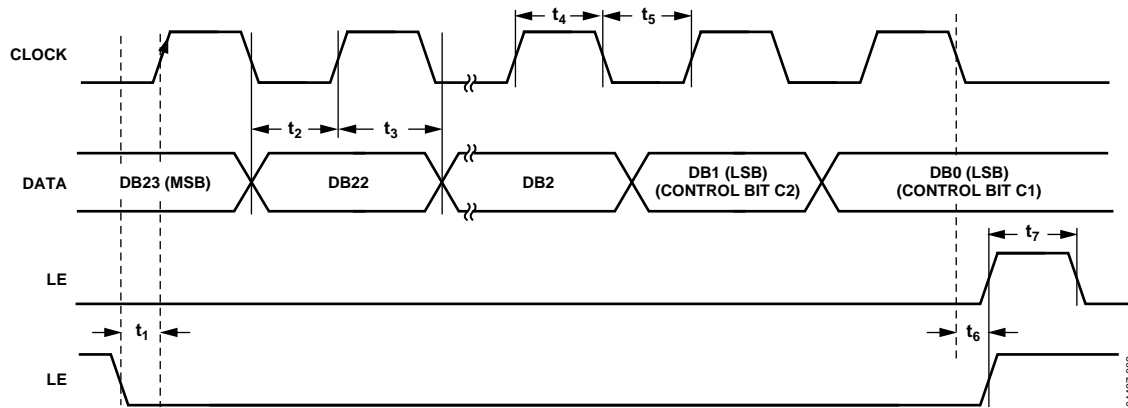 t4 t5
CLOCK
t2 t3
DATA DB23 (MSB) DB22 DB2 DB1 (LSB) (CONTROL BIT C2) DB0 (LSB) (CONTROL BIT C1)
t7
LE
t1 t6
LE